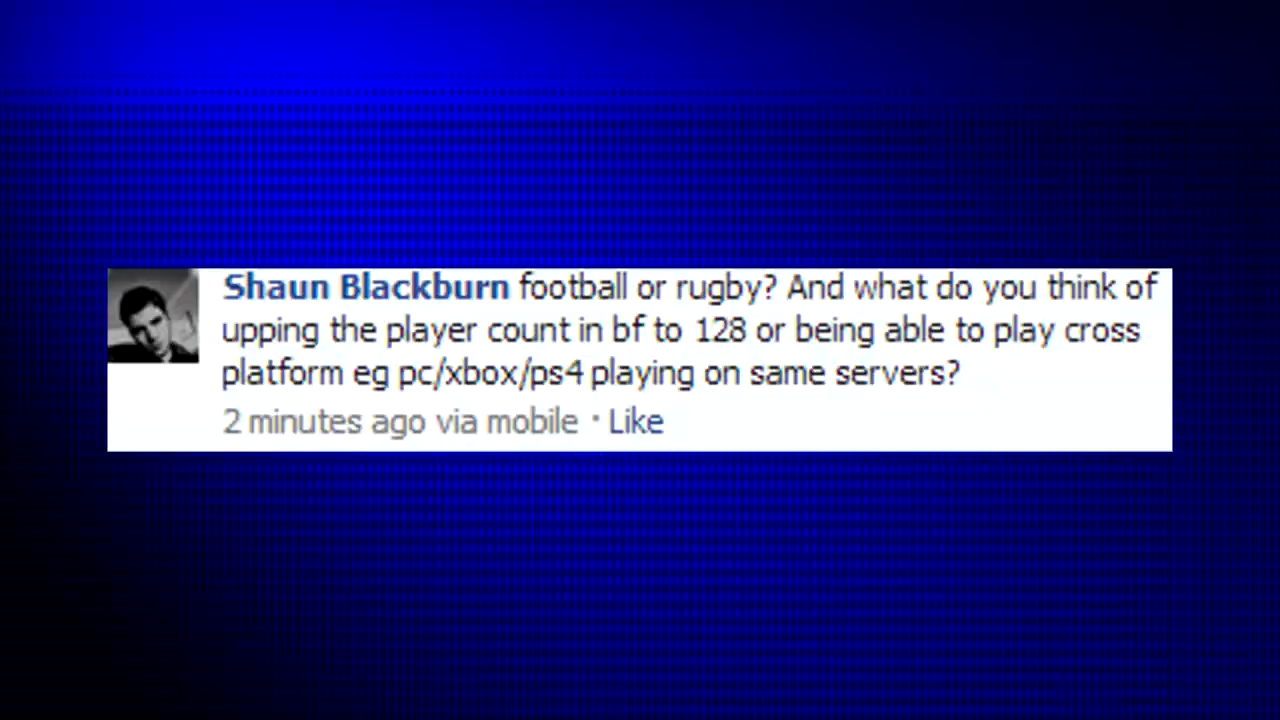 Shaun Blackburn football or rugby? And what do you think of
upping the player count in bf to 128 or being able to play cross
platform eg pc/xbox/ps4 playing on same servers?
2 minutes ago via mobile · Like